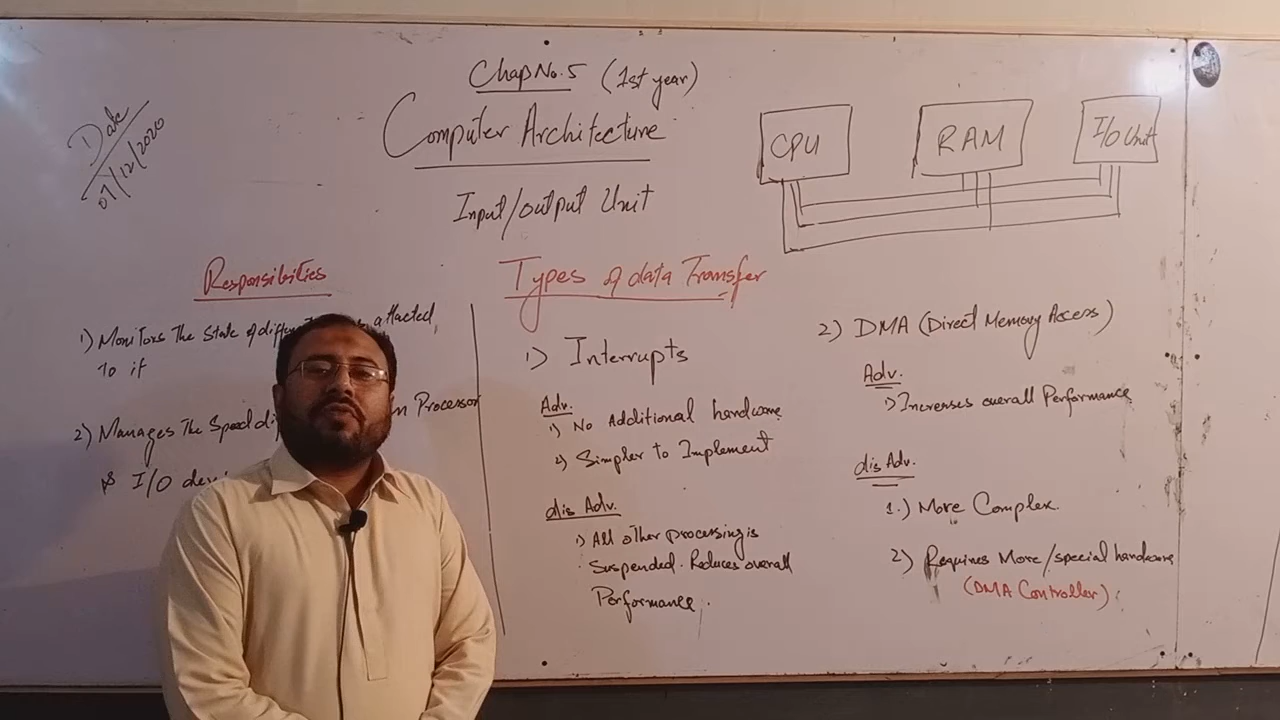 Chap No. 5 (1st year)
Date
07/12/2020
Computer Architecture
Input/output Unit
CPU
RAM
I/O Unit
Responsibilities
1) Monitors The State of attached
to it
2) Manages The Speed Processor
& I/O
Types of data Transfer
1) Interrupts
Adv.
1) No Additional hardware
2) Simpler to Implement
dis Adv.
1) All other processing is
suspended. Reduces overall
Performance.
2) DMA (Direct Memory Access)
Adv.
1) Increases overall Performance
dis Adv.
1.) More Complex.
2) Requires More/special hardware
(DMA Controller)